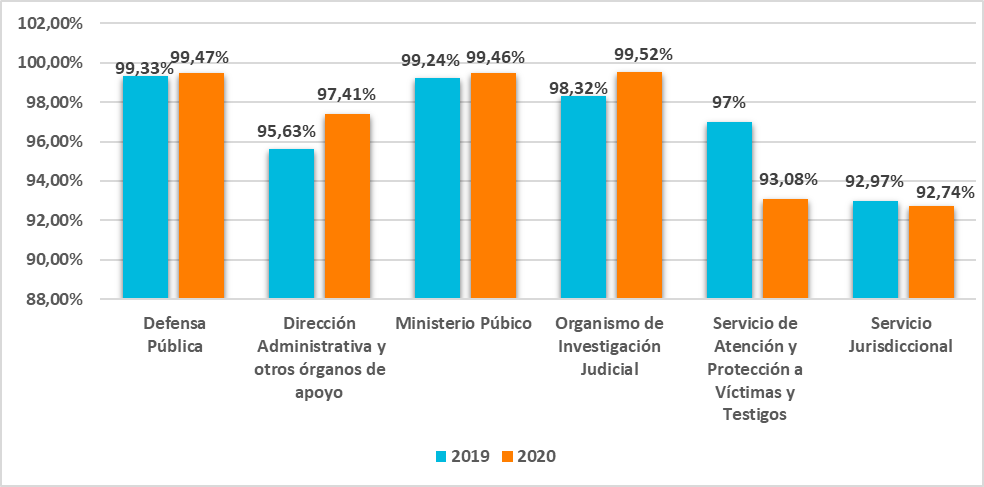 102,00%
100,00%
98,00%
96,00%
94,00%
92,00%
90,00%
88,00%
99,33%
99,47%
95,63%
97,41%
99,24%
99,46%
98,32%
99,52%
97%
93,08%
92,97%
92,74%
Defensa
Pública
Dirección
Administrativa y
otros órganos de
apoyo
Ministerio Púbico
Organismo de
Investigación
Judicial
Servicio de
Atención y
Protección a
Víctimas y
Testigos
Servicio
Jurisdiccional
2019
2020